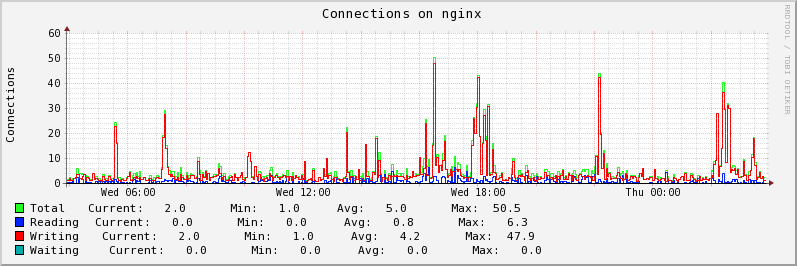 Connections on nginx
RRDTOOL / TOBI OETIKER
Connections
60
50
40
30
20
10
0
Wed 06:00 Wed 12:00 Wed 18:00 Thu 00:00
Total Current: 2.0 Min: 1.0 Avg: 5.0 Max: 50.5
Reading Current: 0.0 Min: 0.0 Avg: 0.8 Max: 6.3
Writing Current: 2.0 Min: 1.0 Avg: 4.2 Max: 47.9
Waiting Current: 0.0 Min: 0.0 Avg: 0.0 Max: 0.0